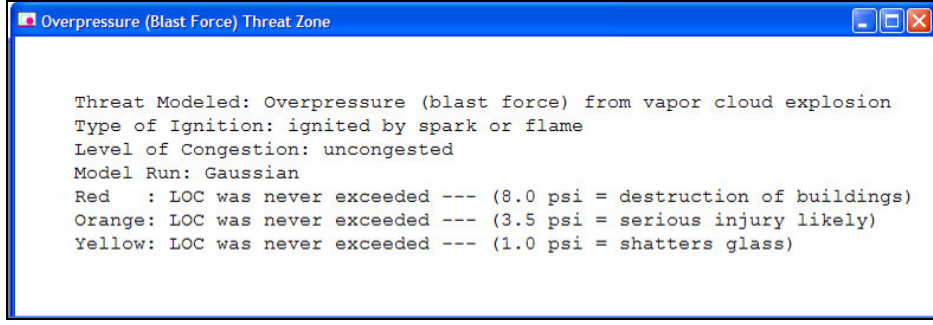 Overpressure (Blast Force) Threat Zone
Threat Modeled: Overpressure (blast force) from vapor cloud explosion
Type of Ignition: ignited by spark or flame
Level of Congestion: uncongested
Model Run: Gaussian
Red   : LOC was never exceeded --- (8.0 psi = destruction of buildings)
Orange: LOC was never exceeded --- (3.5 psi = serious injury likely)
Yellow: LOC was never exceeded --- (1.0 psi = shatters glass)